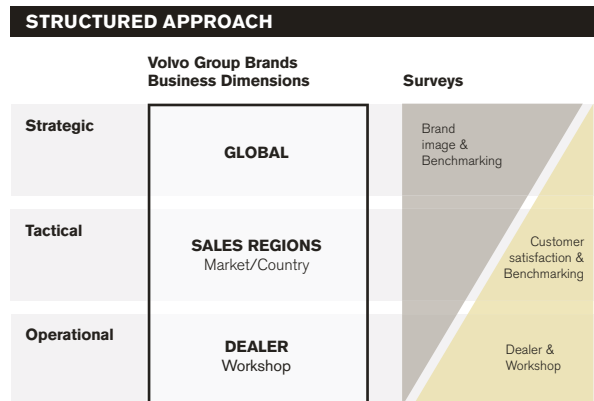 STRUCTURED APPROACH
Volvo Group Brands
Business Dimensions
Surveys
Strategic
GLOBAL
Brand
image &
Benchmarking
Tactical
SALES REGIONS
Market/Country
Customer
satisfaction &
Benchmarking
Operational
DEALER
Workshop
Dealer &
Workshop